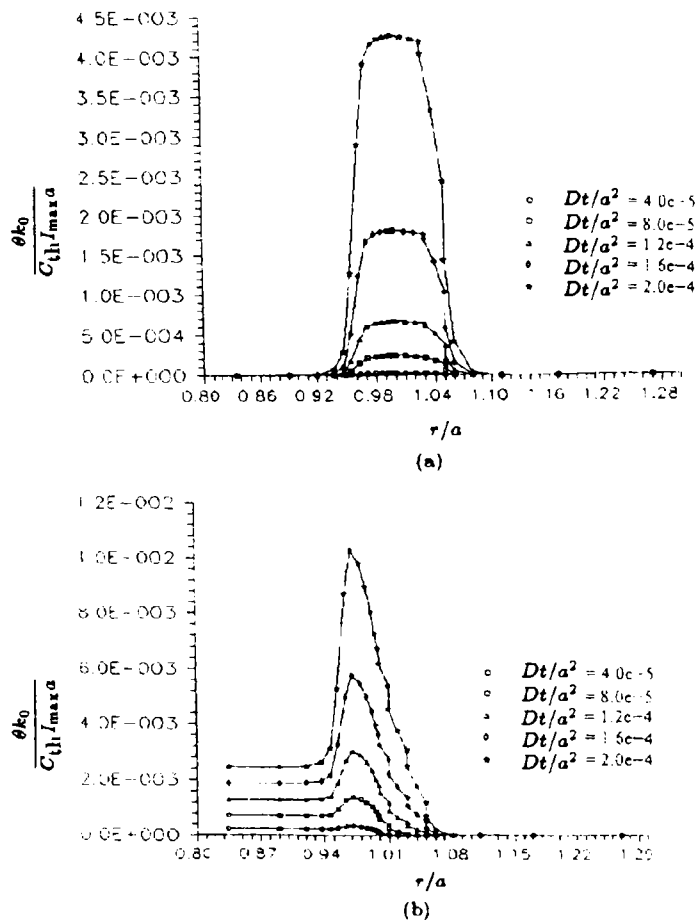 4.5E-003
4.0E-003
3.5E-003
3.0E-003
2.5E-003
2.0E-003
1.5E-003
1.0E-003
5.0E-004
0.0E+000
θk₀
C_th I_max a
Dt/a² = 4.0e-5
Dt/a² = 8.0e-5
Dt/a² = 1.2e-4
Dt/a² = 1.6e-4
Dt/a² = 2.0e-4
0.80 0.86 0.92 0.98 1.04 1.10 1.16 1.22 1.28
r/a
(a)
1.2E-002
1.0E-002
8.0E-003
6.0E-003
4.0E-003
2.0E-003
0.0E+000
θk₀
C_th I_max a
Dt/a² = 4.0e-5
Dt/a² = 8.0e-5
Dt/a² = 1.2e-4
Dt/a² = 1.6e-4
Dt/a² = 2.0e-4
0.80 0.87 0.94 1.01 1.08 1.15 1.22 1.29
r/a
(b)